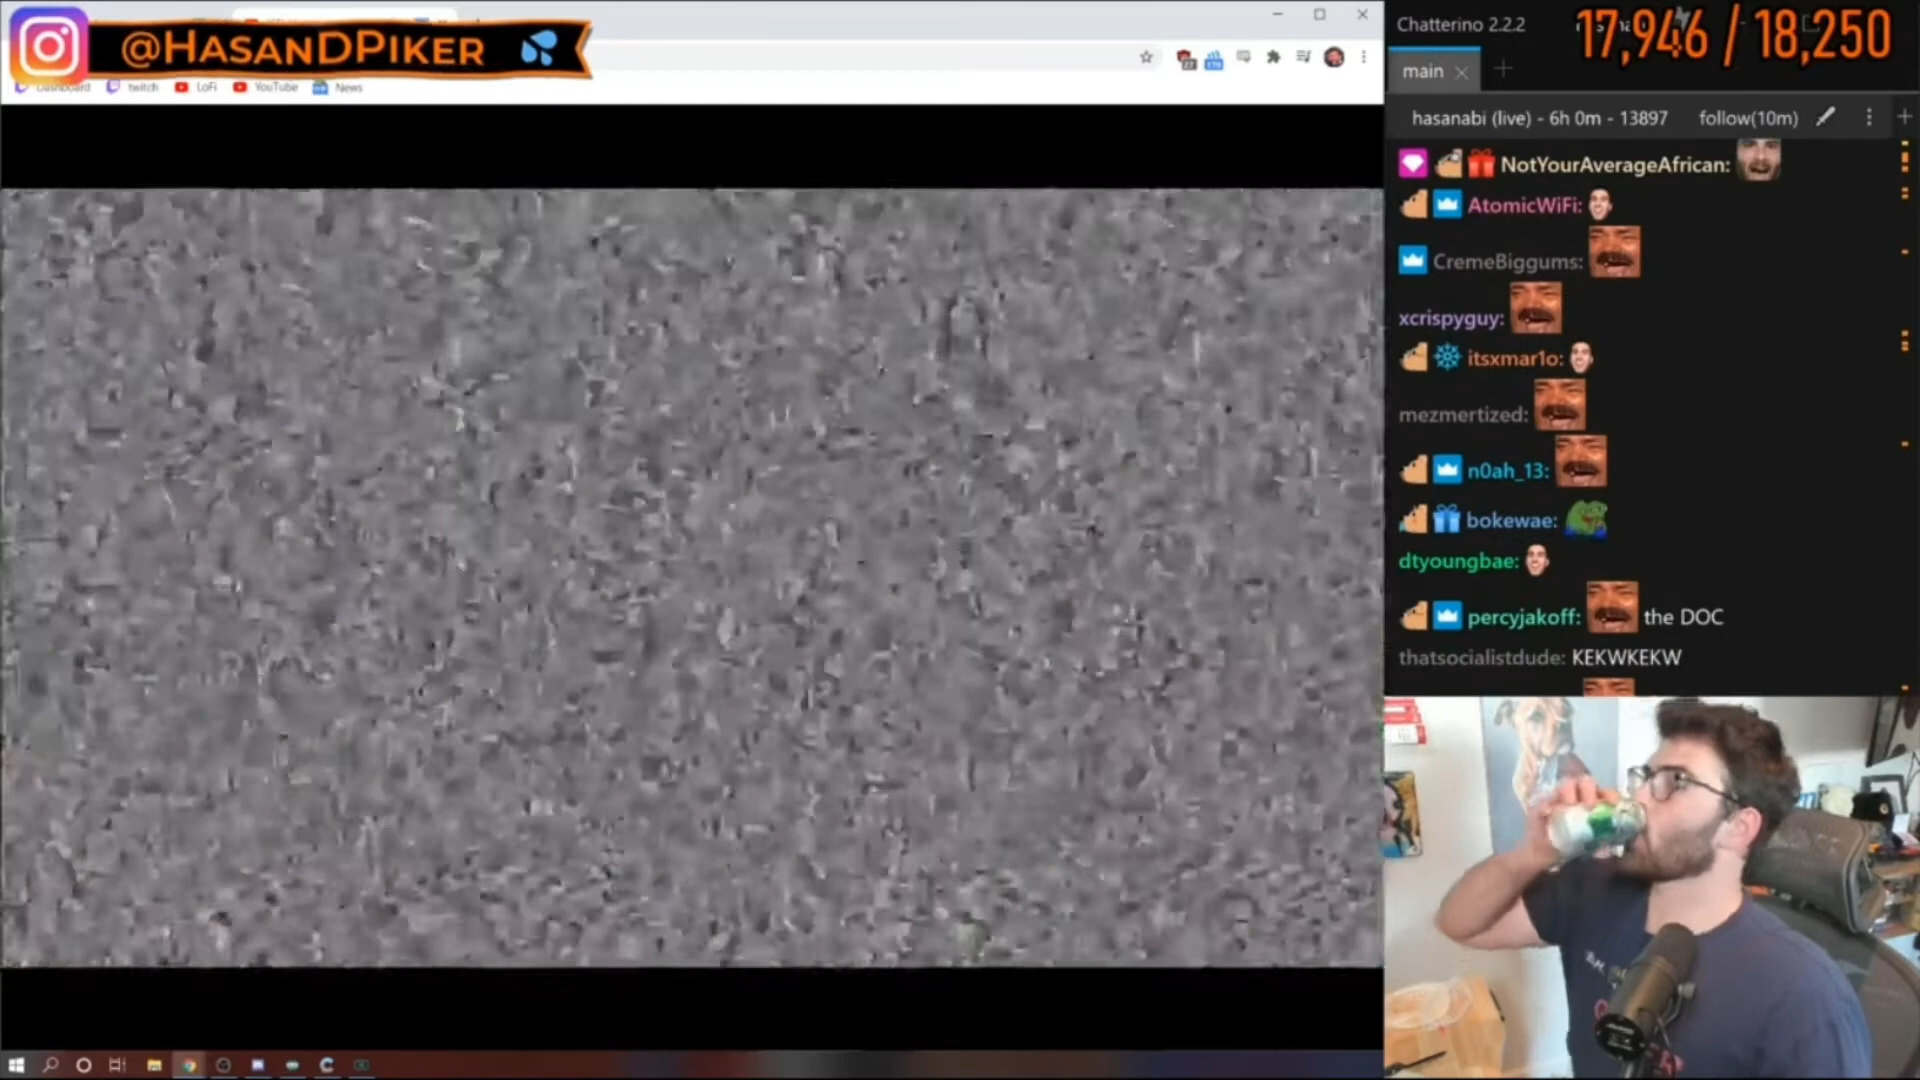 @HASANDPIKER
Dashboard
twitch
LoFi
YouTube
News
Chatterino 2.2.2
17,946 / 18,250
main
hasanabi (live) - 6h 0m - 13897
follow(10m)
NotYourAverageAfrican:
AtomicWiFi:
CremeBiggums:
xcrispyguy:
itsxmar1o:
mezmertized:
n0ah_13:
bokewae:
dtyoungbae:
percyjakoff: the DOC
thatsocialistdude: KEKWKEKW